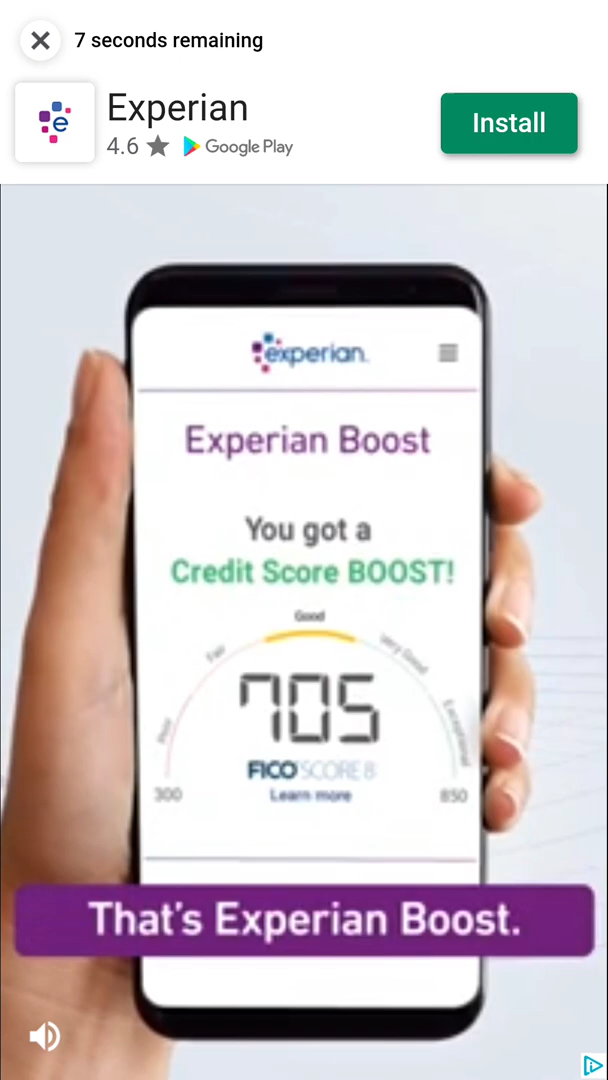 7 seconds remaining
Experian
4.6 ★ Google Play
Install
e
experian.
Experian Boost
You got a
Credit Score BOOST!
Good
Fair
Very Good
Poor
Exceptional
705
FICO SCORE 8
Learn more
300
850
That's Experian Boost.